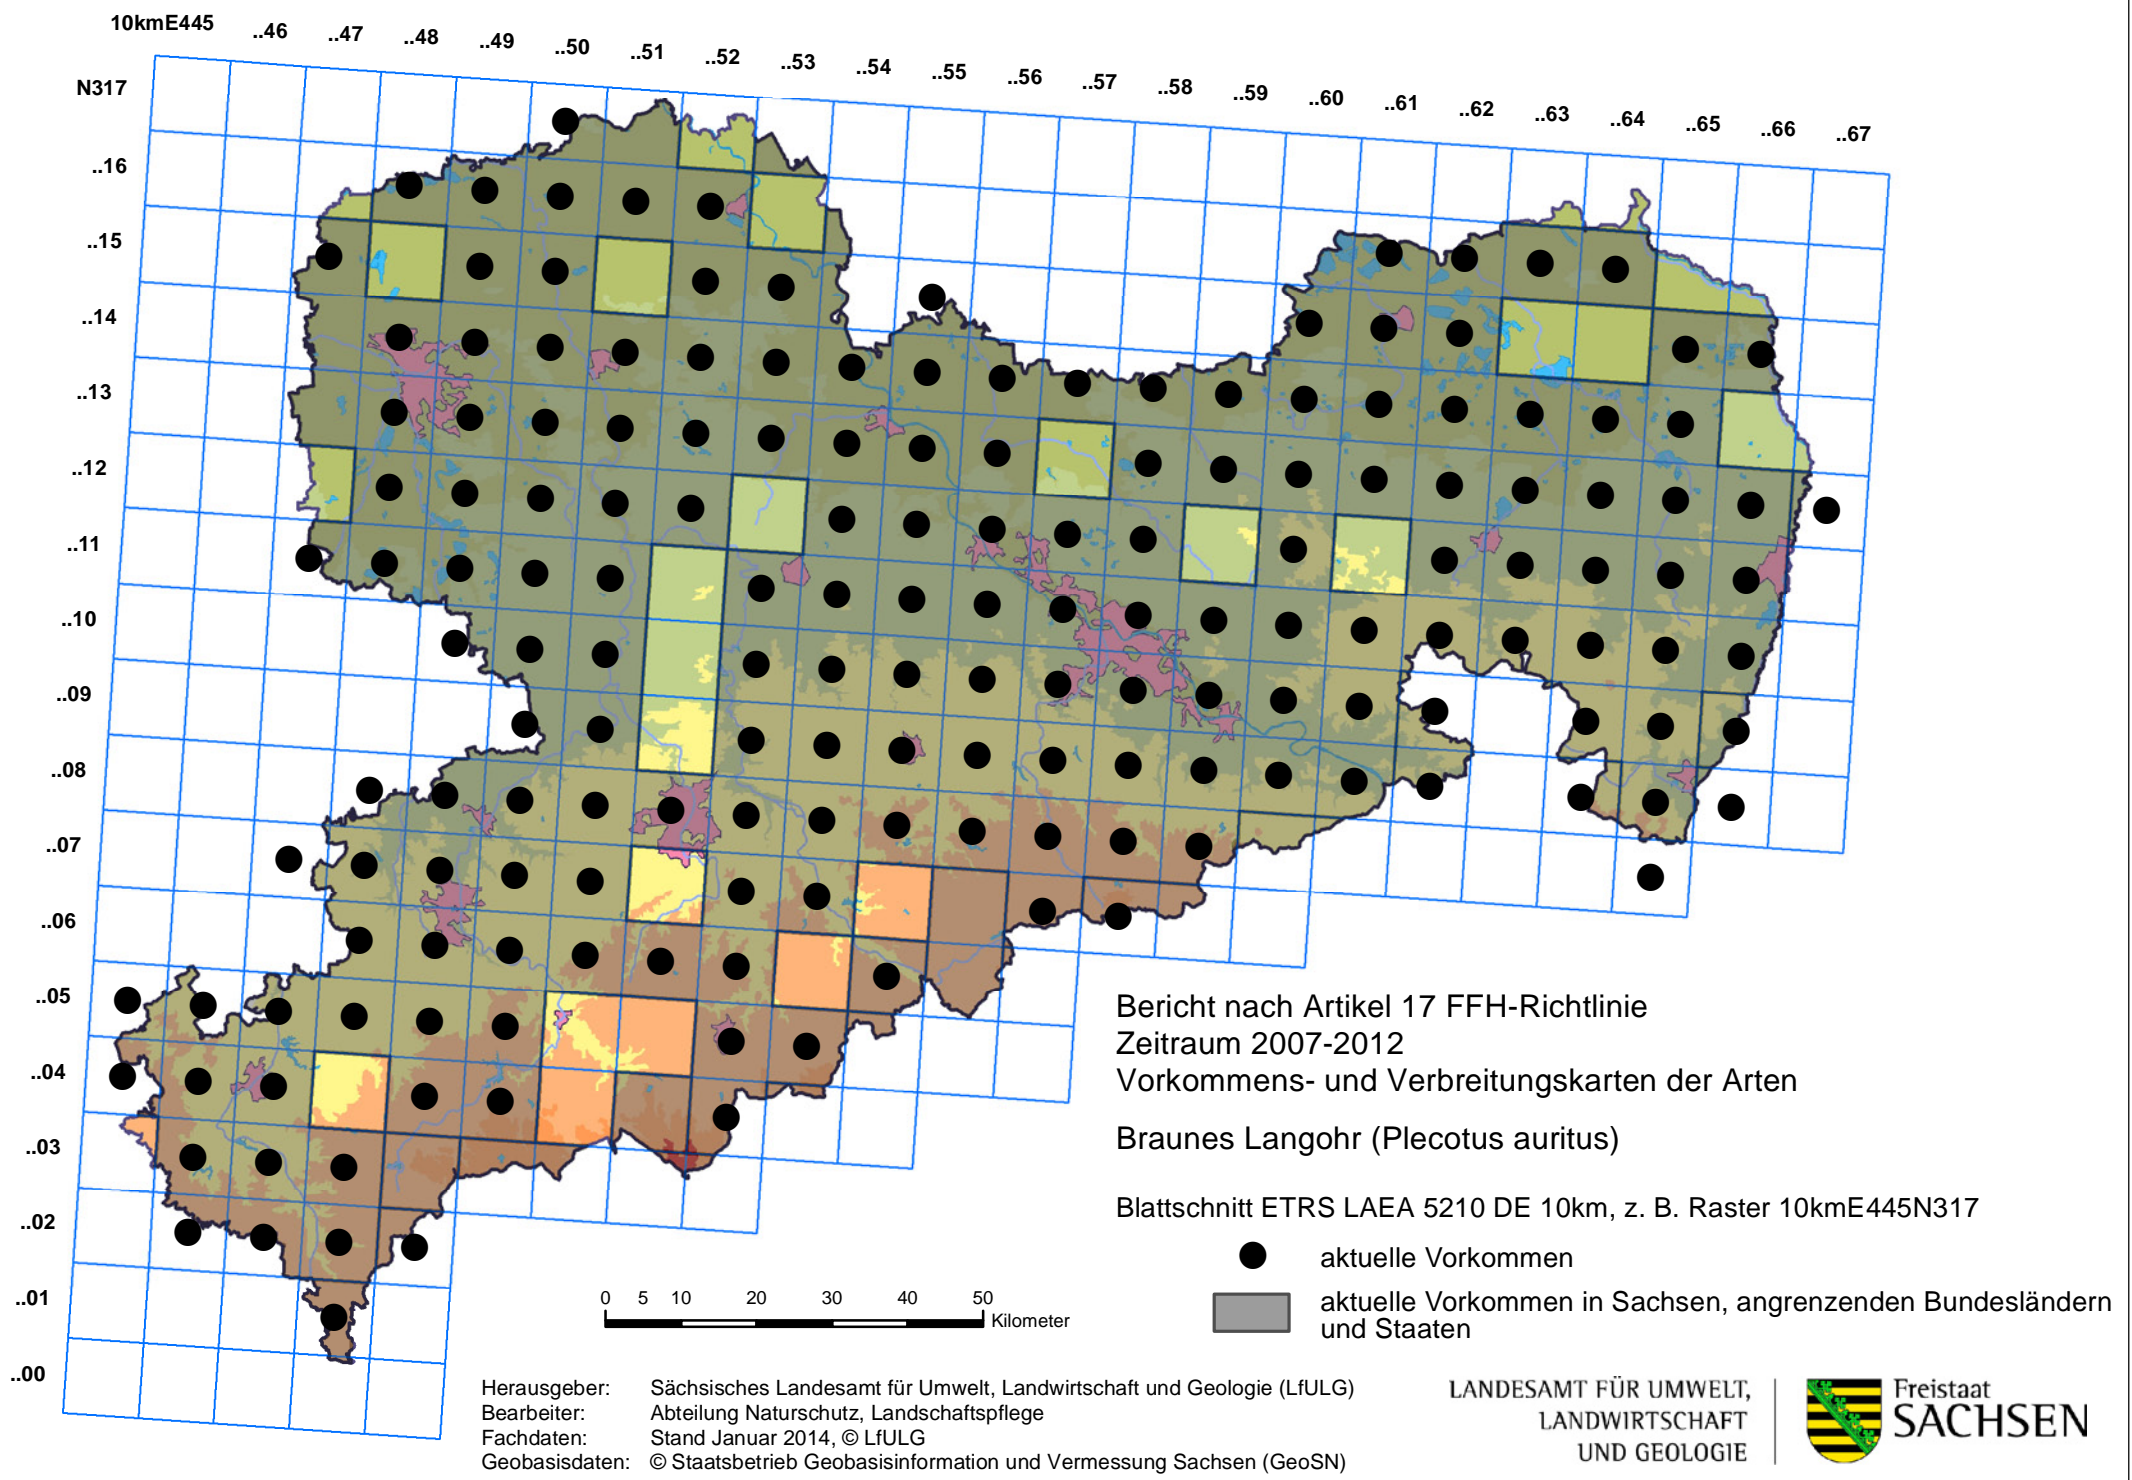 10kmE445 ..46 ..47 ..48 ..49 ..50 ..51 ..52 ..53 ..54 ..55 ..56 ..57 ..58 ..59 ..60 ..61 ..62 ..63 ..64 ..65 ..66 ..67
N317
..16
..15
..14
..13
..12
..11
..10
..09
..08
..07
..06
..05
..04
..03
..02
..01
..00
Bericht nach Artikel 17 FFH-Richtlinie
Zeitraum 2007-2012
Vorkommens- und Verbreitungskarten der Arten
Braunes Langohr (Plecotus auritus)
Blattschnitt ETRS LAEA 5210 DE 10km, z. B. Raster 10kmE445N317
aktuelle Vorkommen
aktuelle Vorkommen in Sachsen, angrenzenden Bundesländern
und Staaten
0 5 10 20 30 40 50
Kilometer
Herausgeber: Sächsisches Landesamt für Umwelt, Landwirtschaft und Geologie (LfULG)
Bearbeiter: Abteilung Naturschutz, Landschaftspflege
Fachdaten: Stand Januar 2014, © LfULG
Geobasisdaten: © Staatsbetrieb Geobasisinformation und Vermessung Sachsen (GeoSN)
LANDESAMT FÜR UMWELT,
LANDWIRTSCHAFT
UND GEOLOGIE
Freistaat
SACHSEN